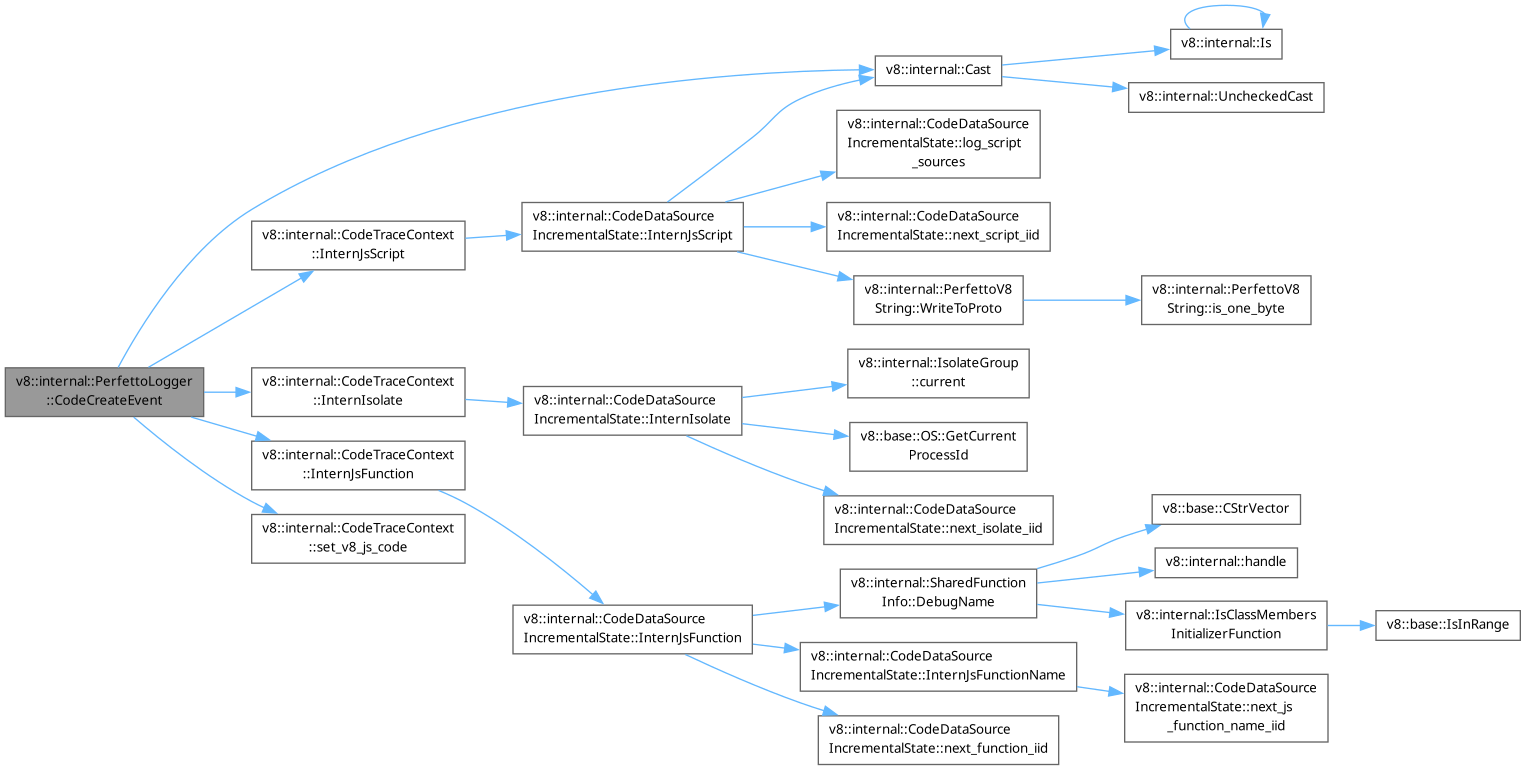 v8::internal::PerfettoLogger
::CodeCreateEvent
v8::internal::Cast
v8::internal::Is
v8::internal::UncheckedCast
v8::internal::CodeTraceContext
::InternJsScript
v8::internal::CodeDataSource
IncrementalState::InternJsScript
v8::internal::CodeDataSource
IncrementalState::log_script
_sources
v8::internal::CodeDataSource
IncrementalState::next_script_iid
v8::internal::PerfettoV8
String::WriteToProto
v8::internal::PerfettoV8
String::is_one_byte
v8::internal::CodeTraceContext
::InternIsolate
v8::internal::CodeDataSource
IncrementalState::InternIsolate
v8::internal::IsolateGroup
::current
v8::base::OS::GetCurrent
ProcessId
v8::internal::CodeDataSource
IncrementalState::next_isolate_iid
v8::internal::CodeTraceContext
::InternJsFunction
v8::internal::CodeDataSource
IncrementalState::InternJsFunction
v8::internal::SharedFunction
Info::DebugName
v8::base::CStrVector
v8::internal::handle
v8::internal::IsClassMembers
InitializerFunction
v8::base::IsInRange
v8::internal::CodeDataSource
IncrementalState::InternJsFunctionName
v8::internal::CodeDataSource
IncrementalState::next_js
_function_name_iid
v8::internal::CodeDataSource
IncrementalState::next_function_iid
v8::internal::CodeTraceContext
::set_v8_js_code